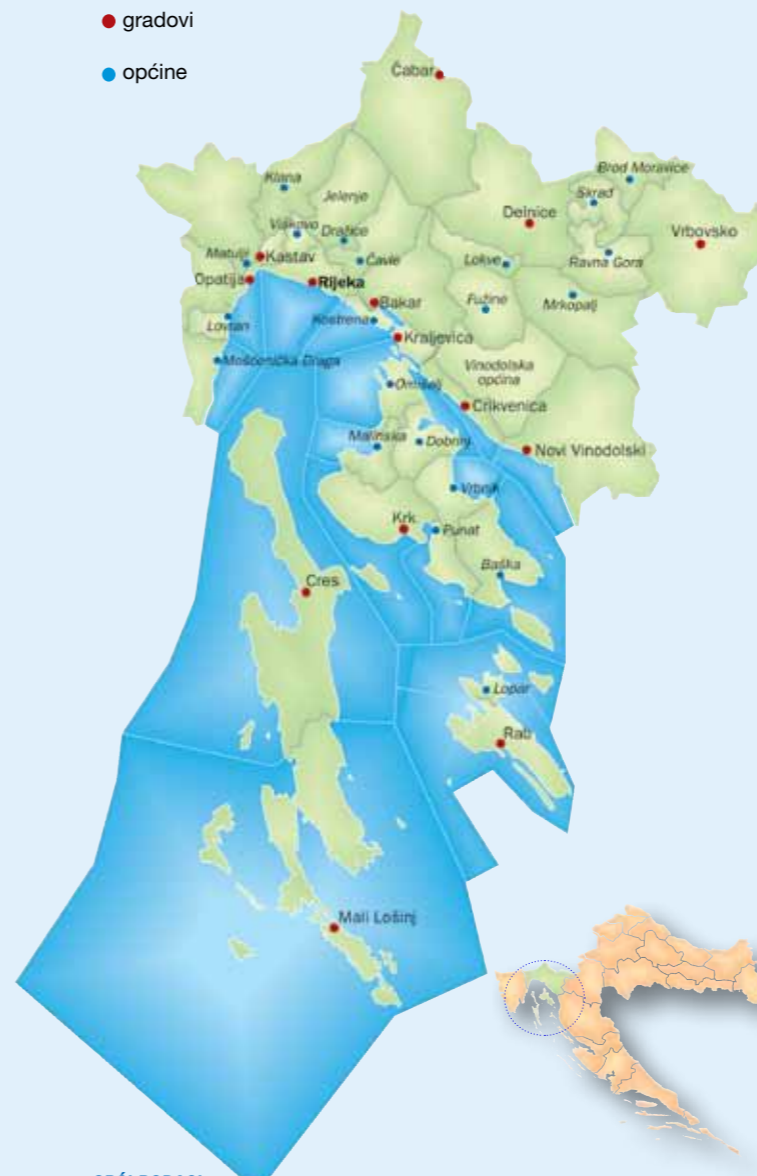 gradovi
općine
Čabar
Brod Moravice
Klana
Jelenje
Skrad
Delnice
Viškovo
Dražice
Vrbovsko
Matulji
Kastav
Čavle
Lokve
Ravna Gora
Opatija
Rijeka
Bakar
Fužine
Mrkopalj
Lovran
Kostrena
Kraljevica
Mošćenička Draga
Vinodolska
općina
Omišalj
Crikvenica
Malinska
Dobrinj
Novi Vinodolski
Vrbnik
Krk
Punat
Baška
Cres
Lopar
Rab
Mali Lošinj